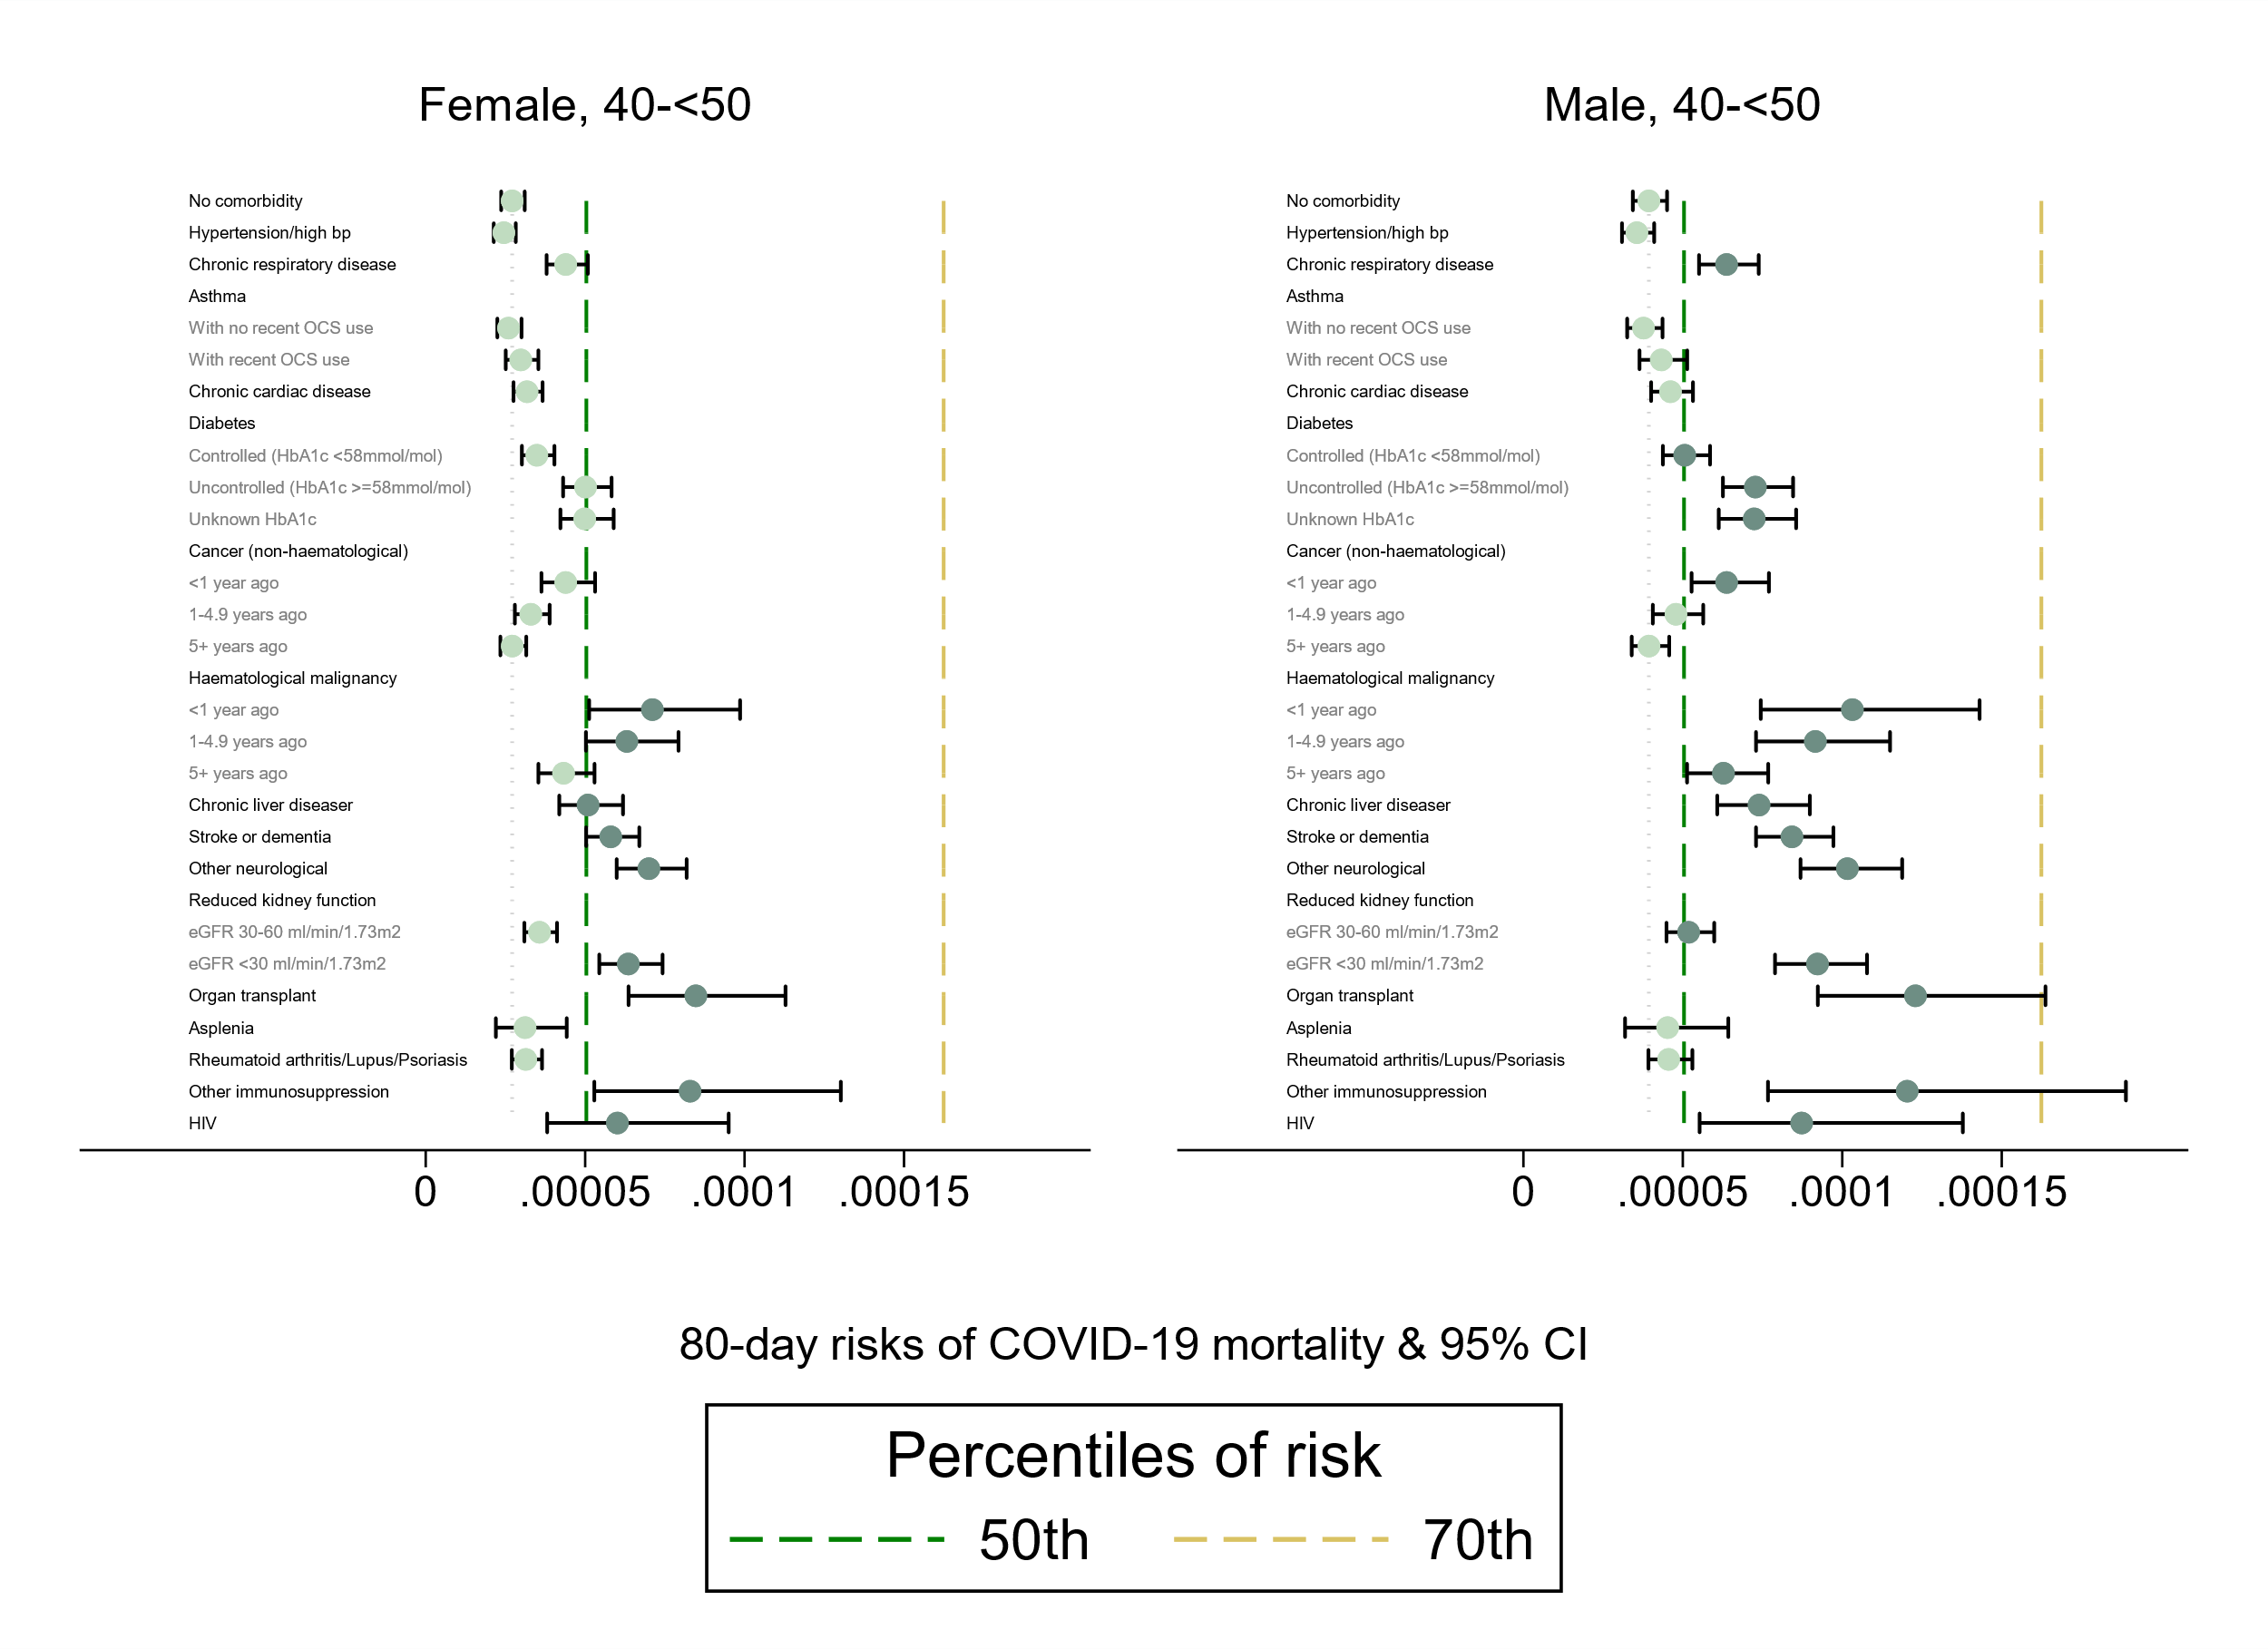 Female, 40-<50
No comorbidity
Hypertension/high bp
Chronic respiratory disease
Asthma
With no recent OCS use
With recent OCS use
Chronic cardiac disease
Diabetes
Controlled (HbA1c <58mmol/mol)
Uncontrolled (HbA1c >=58mmol/mol)
Unknown HbA1c
Cancer (non-haematological)
<1 year ago
1-4.9 years ago
5+ years ago
Haematological malignancy
<1 year ago
1-4.9 years ago
5+ years ago
Chronic liver diseaser
Stroke or dementia
Other neurological
Reduced kidney function
eGFR 30-60 ml/min/1.73m2
eGFR <30 ml/min/1.73m2
Organ transplant
Asplenia
Rheumatoid arthritis/Lupus/Psoriasis
Other immunosuppression
HIV
0 .00005 .0001 .00015
Male, 40-<50
No comorbidity
Hypertension/high bp
Chronic respiratory disease
Asthma
With no recent OCS use
With recent OCS use
Chronic cardiac disease
Diabetes
Controlled (HbA1c <58mmol/mol)
Uncontrolled (HbA1c >=58mmol/mol)
Unknown HbA1c
Cancer (non-haematological)
<1 year ago
1-4.9 years ago
5+ years ago
Haematological malignancy
<1 year ago
1-4.9 years ago
5+ years ago
Chronic liver diseaser
Stroke or dementia
Other neurological
Reduced kidney function
eGFR 30-60 ml/min/1.73m2
eGFR <30 ml/min/1.73m2
Organ transplant
Asplenia
Rheumatoid arthritis/Lupus/Psoriasis
Other immunosuppression
HIV
0 .00005 .0001 .00015
80-day risks of COVID-19 mortality & 95% CI
Percentiles of risk
50th 70th